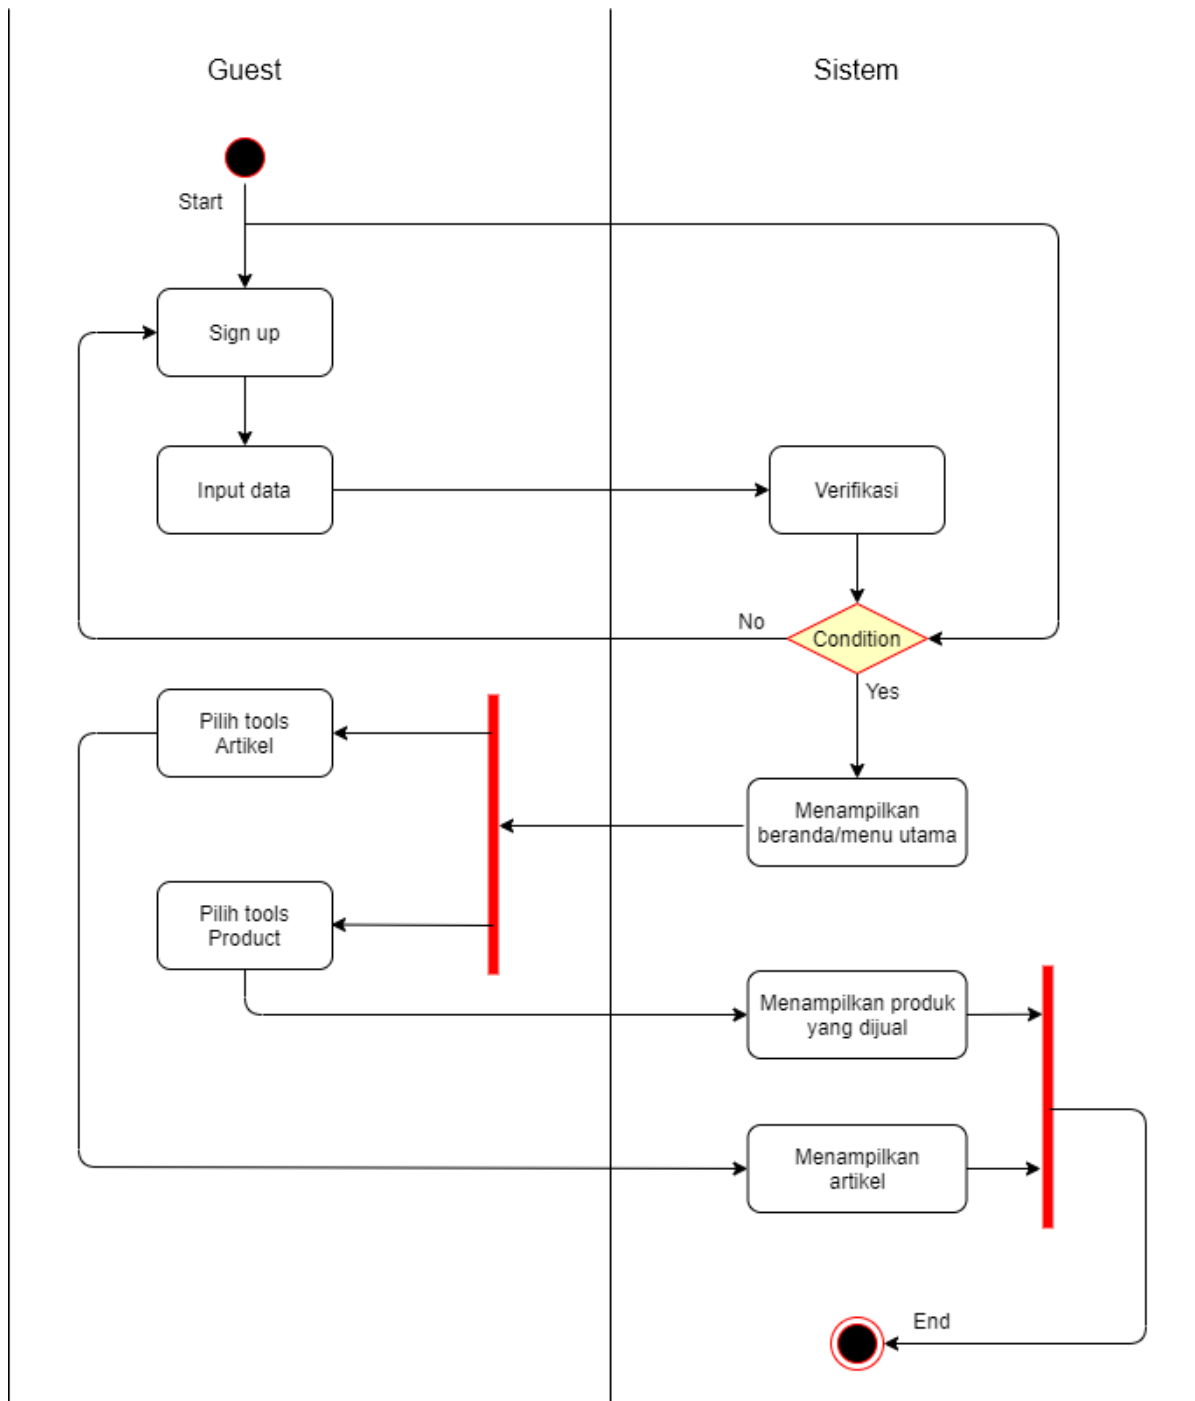 Guest
Sistem
Start
Sign up
Input data
Verifikasi
No
Condition
Yes
Pilih tools
Artikel
Menampilkan
beranda/menu utama
Pilih tools
Product
Menampilkan produk
yang dijual
Menampilkan
artikel
End